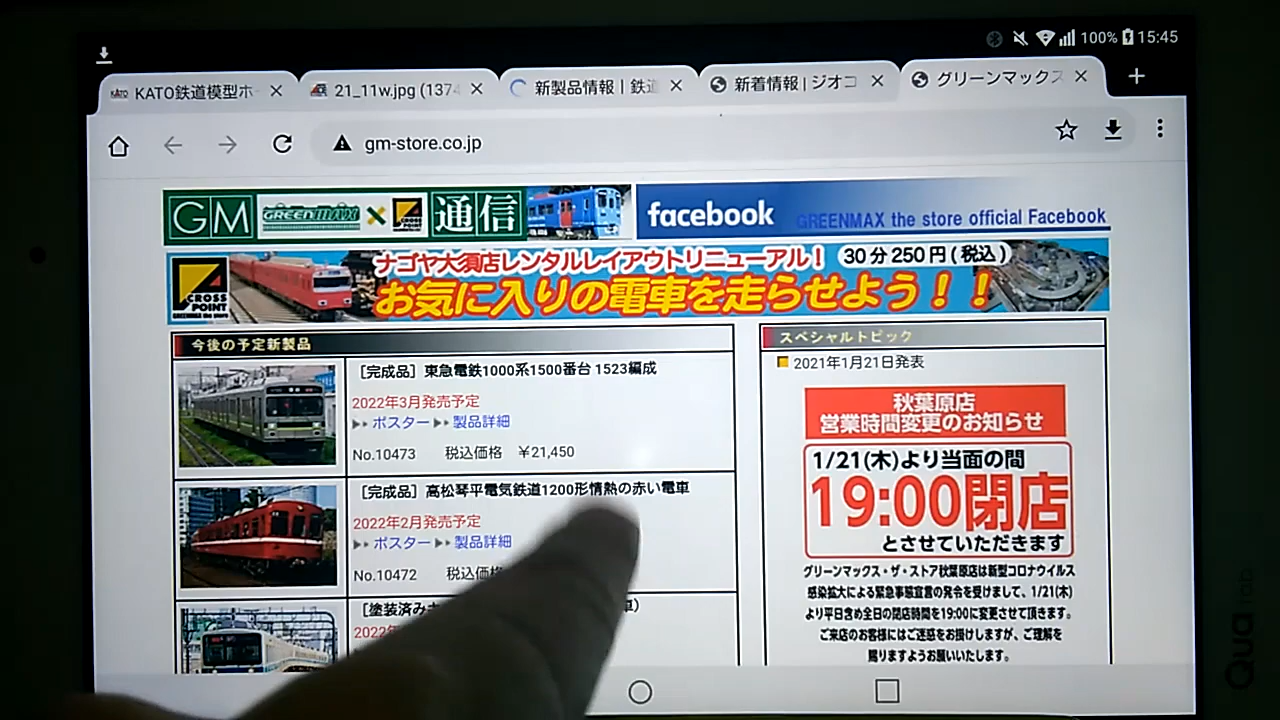 100% 15:45
KATO鉄道模型ホ
21_11w.jpg (1374
新製品情報 | 鉄道
新着情報 | ジオコ
グリーンマックス
gm-store.co.jp
GM GREENMAX × CROSS POINT 通信
facebook GREENMAX the store official Facebook
ナゴヤ大須店レンタルレイアウトリニューアル! 30分250円(税込)
CROSS POINT
GREENMAX the store
お気に入りの電車を走らせよう!!
今後の予定新製品
[完成品] 東急電鉄1000系1500番台 1523編成
2022年3月発売予定
ポスター 製品詳細
No.10473 税込価格 ¥21,450
[完成品] 高松琴平電気鉄道1200形情熱の赤い電車
2022年2月発売予定
ポスター 製品詳細
No.10472 税込価格
[塗装済み
2022年
スペシャルトピック
2021年1月21日発表
秋葉原店
営業時間変更のお知らせ
1/21(木)より当面の間
19:00閉店
とさせていただきます
グリーンマックス・ザ・ストア秋葉原店は新型コロナウイルス
感染拡大による緊急事態宣言の発令を受けまして、1/21(木)
より平日含め全日の閉店時間を19:00に変更させて頂きます。
ご来店のお客様にはご迷惑をお掛けしますが、ご理解を
賜りますようお願いいたします。
Qua tab